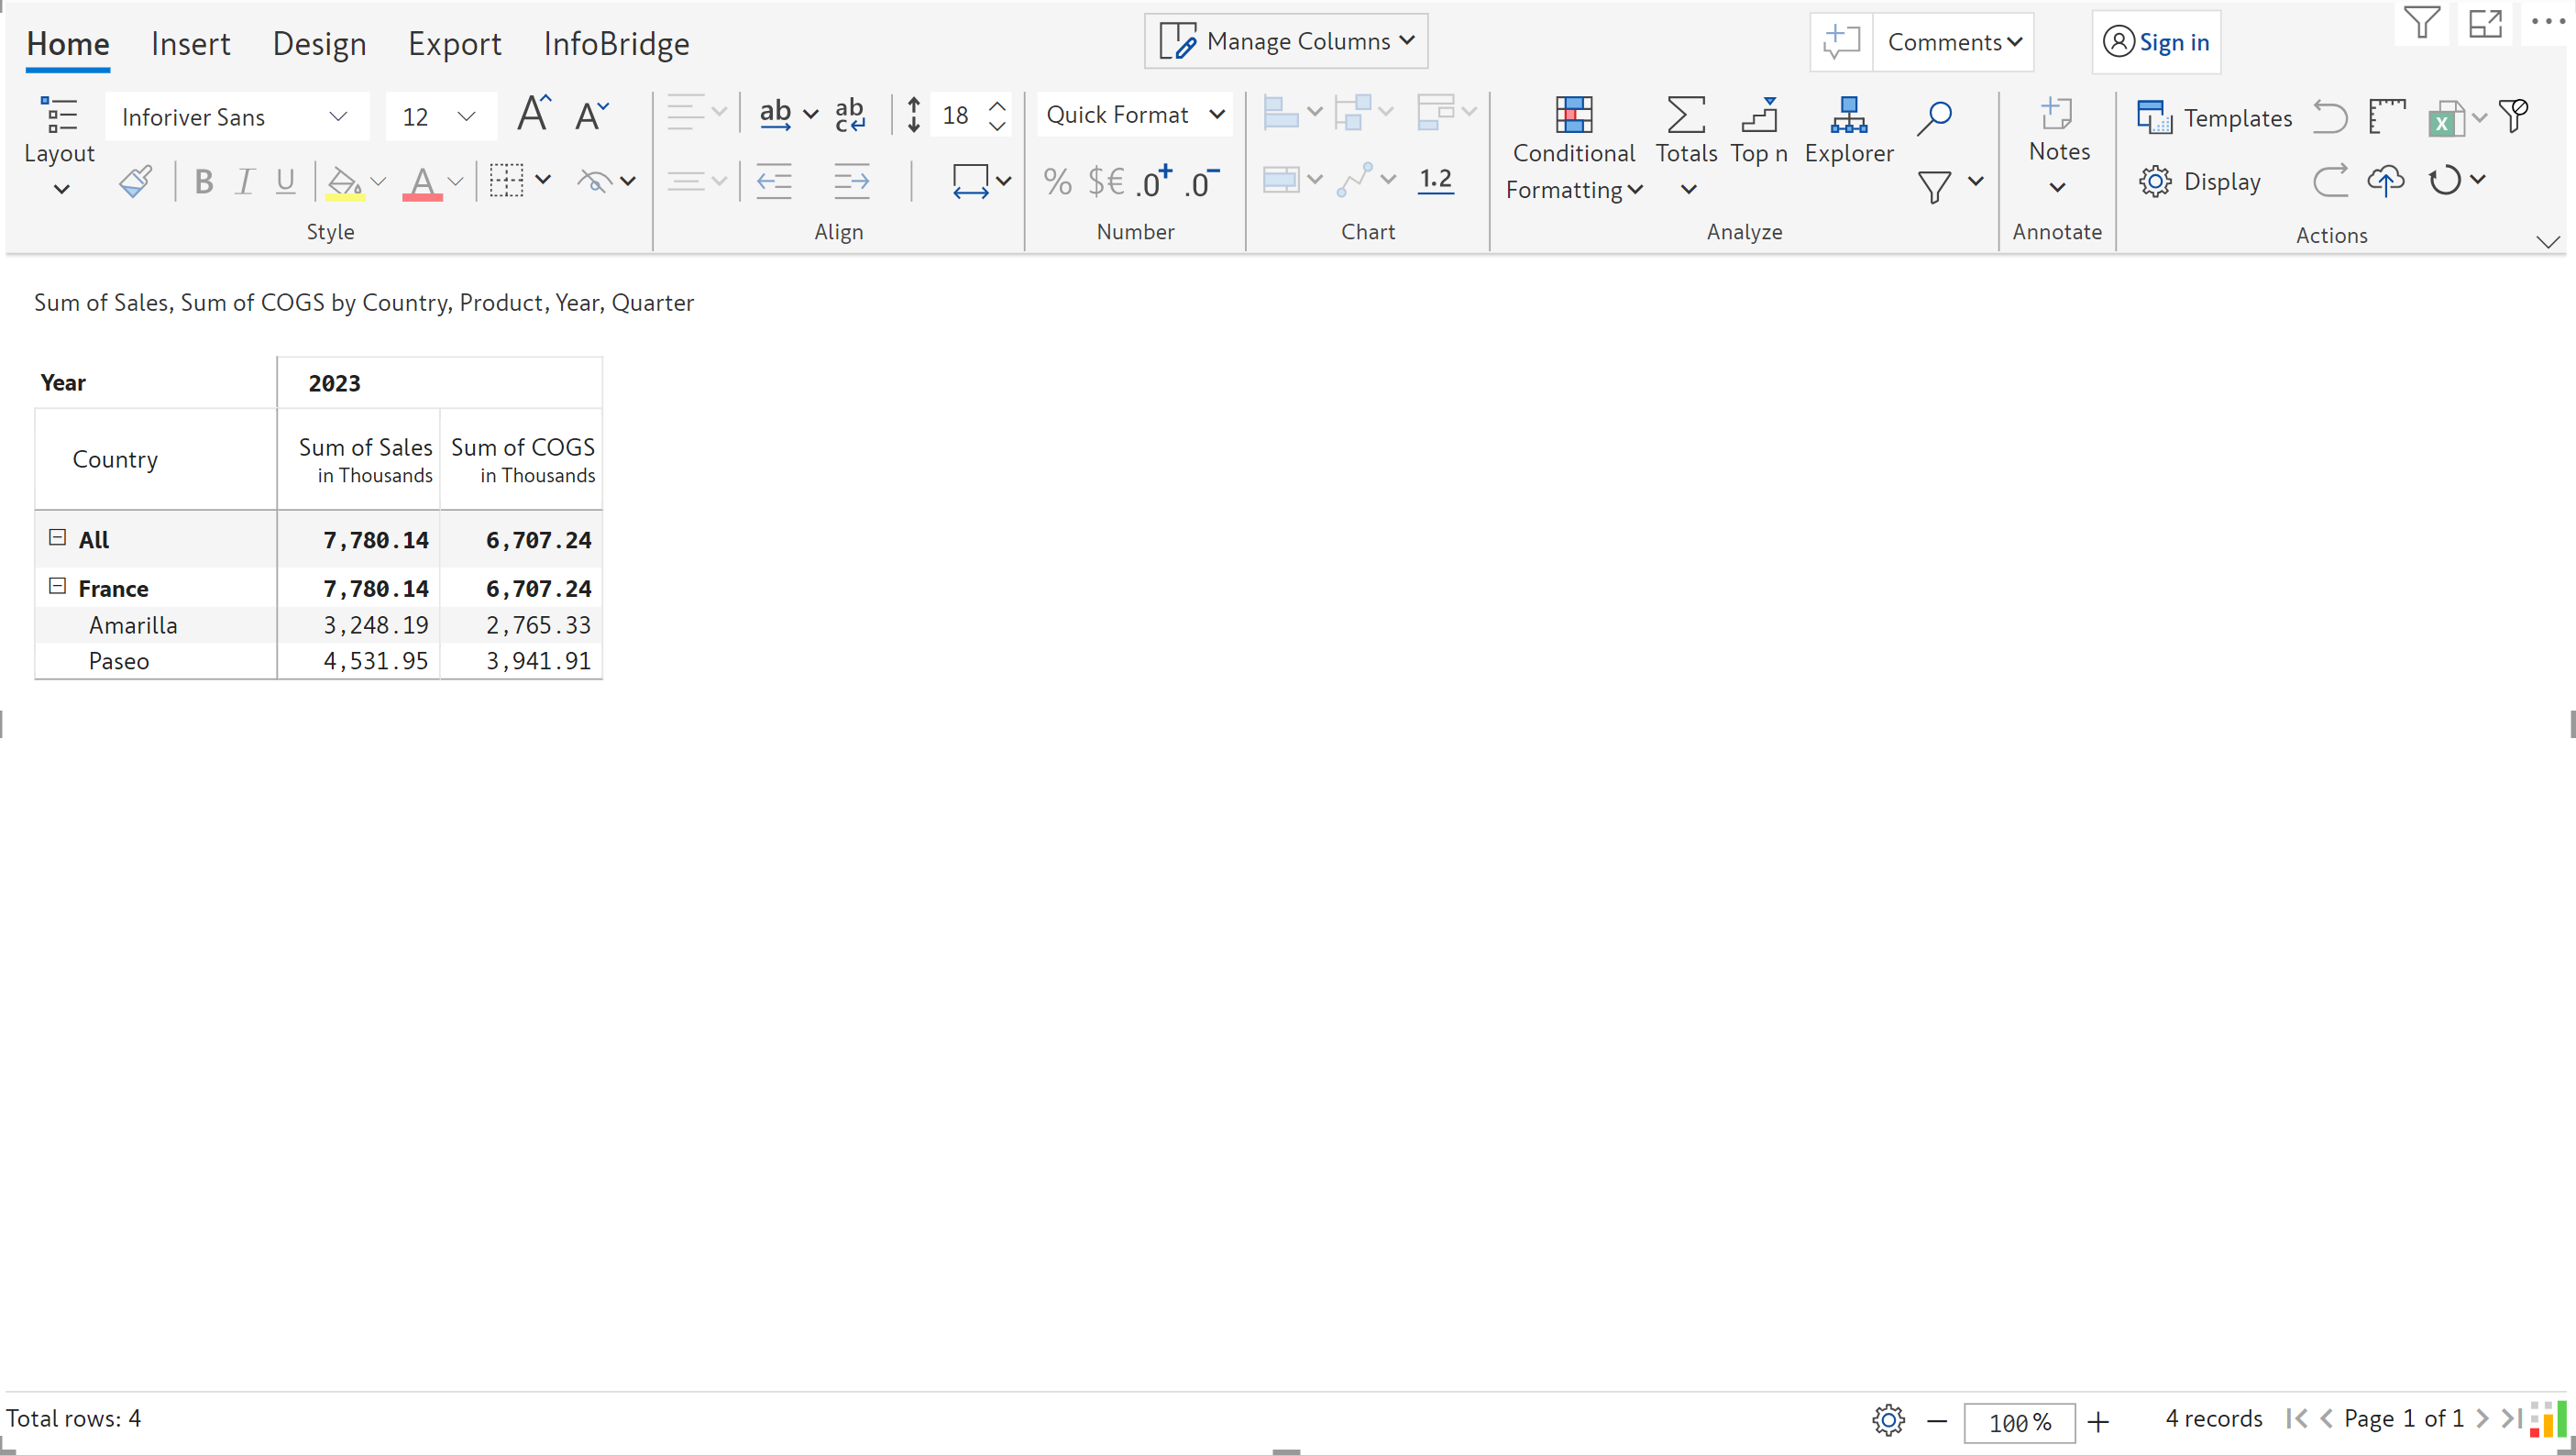 Home Insert Design Export InfoBridge
Manage Columns
Comments
Sign in
Layout
Inforiver Sans
12
18
Quick Format
Conditional Formatting
Totals
Top n
Explorer
Notes
Templates
Display
B I U
ab
ab
c
% $€ .0+ .0-
1.2
Style
Align
Number
Chart
Analyze
Annotate
Actions
Sum of Sales, Sum of COGS by Country, Product, Year, Quarter
Year 2023
Country Sum of Sales in Thousands Sum of COGS in Thousands
All 7,780.14 6,707.24
France 7,780.14 6,707.24
Amarilla 3,248.19 2,765.33
Paseo 4,531.95 3,941.91
Total rows: 4
100 %
4 records
Page 1 of 1